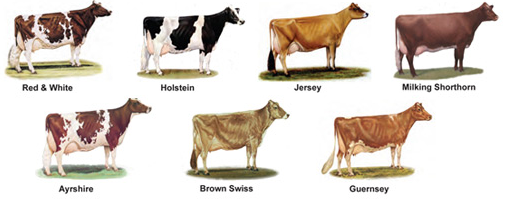 Red & White
Holstein
Jersey
Milking Shorthorn
Ayrshire
Brown Swiss
Guernsey